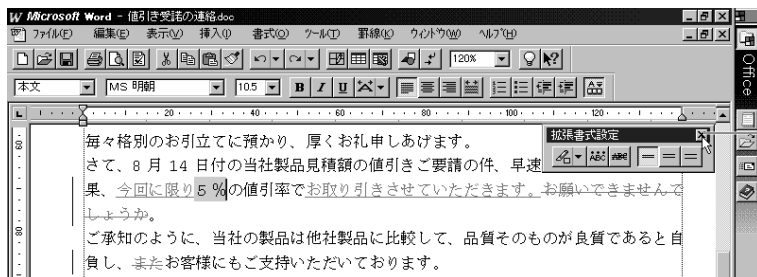 Microsoft Word - 値引き受諾の連絡.doc
ファイル(F) 編集(E) 表示(V) 挿入(I) 書式(O) ツール(T) 罫線(K) ウィンドウ(W) ヘルプ(H)
120%
本文 MS 明朝 10.5 B I U
Office
20 40 60 80 100 120
拡張書式設定
毎々格別のお引立てに預かり、厚くお礼申しあげます。
さて、8 月 14 日付の当社製品見積額の値引きご要請の件、早速
果、今回に限り5 %の値引率でお取り引きさせていただきます。お願いできませんで
しょうか。
ご承知のように、当社の製品は他社製品に比較して、品質そのものが良質であると自
負し、またお客様にもご支持いただいております。